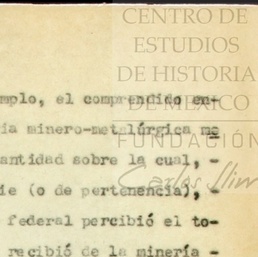 CENTRO DE
ESTUDIOS
DE HISTORIA
DE MÉXICO
FUNDACIÓN
Carlos Slim
mplo, el comprendido en-
ia minero-metalúrgica me
antidad sobre la cual, -
ie (o de pertenencia), -
federal percibió el to-
recibió de la minería -